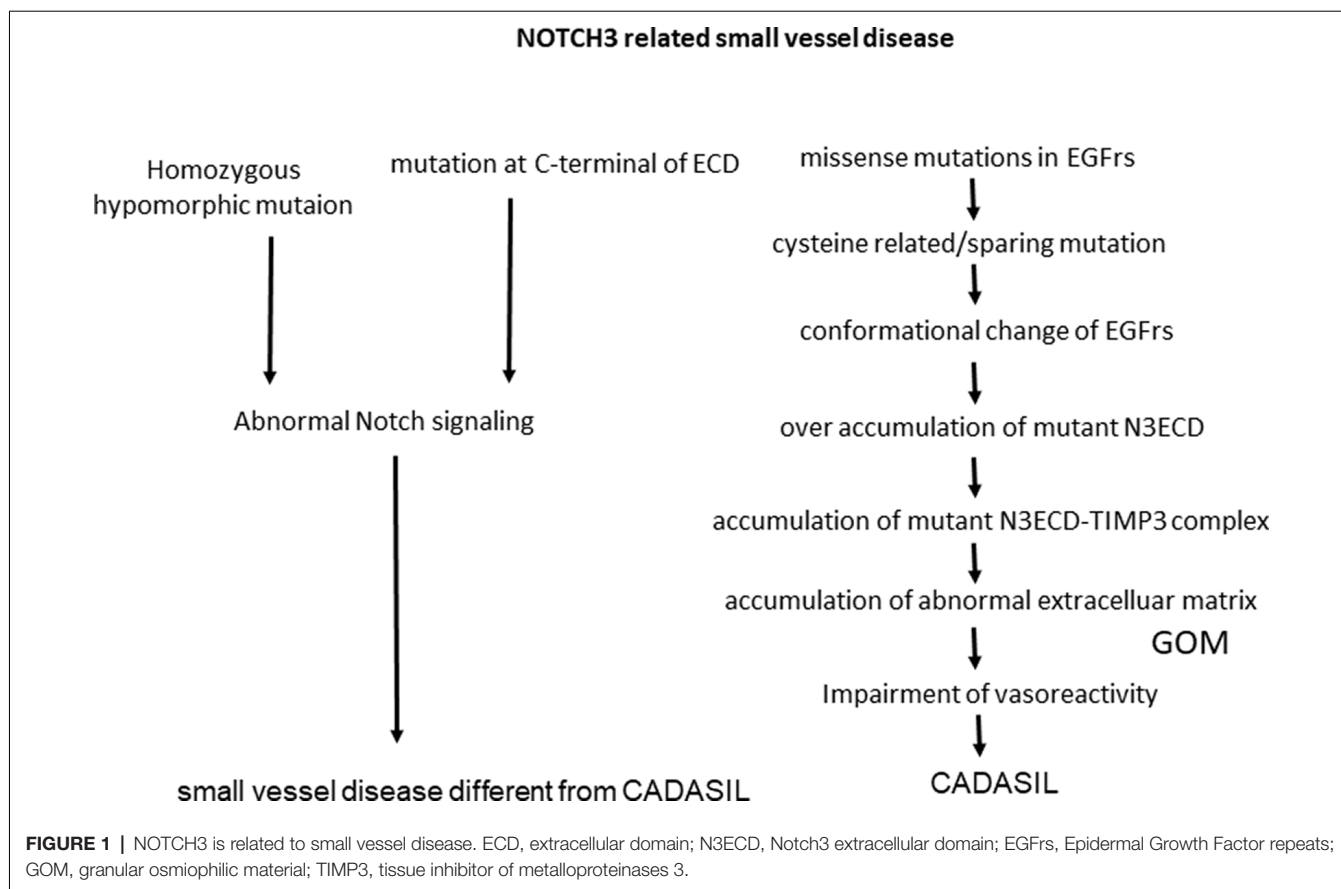 NOTCH3 related small vessel disease
Homozygous
hypomorphic mutaion
mutation at C-terminal of ECD
Abnormal Notch signaling
small vessel disease different from CADASIL
missense mutations in EGFrs
cysteine related/sparing mutation
conformational change of EGFrs
over accumulation of mutant N3ECD
accumulation of mutant N3ECD-TIMP3 complex
accumulation of abnormal extracelluar matrix
GOM
Impairment of vasoreactivity
CADASIL
FIGURE 1 | NOTCH3 is related to small vessel disease. ECD, extracellular domain; N3ECD, Notch3 extracellular domain; EGFrs, Epidermal Growth Factor repeats;
GOM, granular osmiophilic material; TIMP3, tissue inhibitor of metalloproteinases 3.